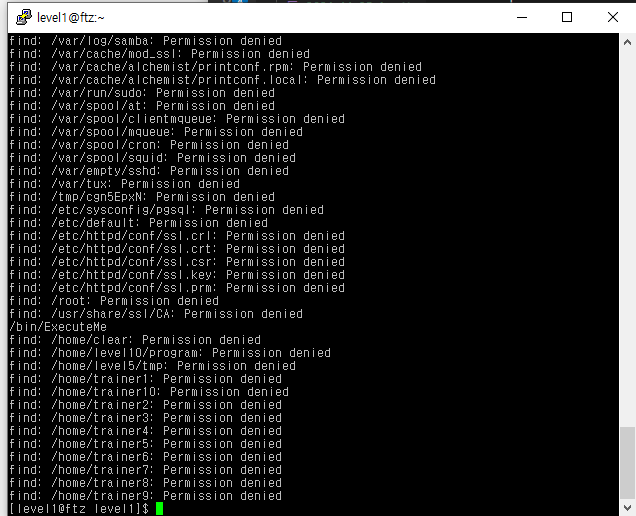 level1@ftz:~
find: /var/log/samba: Permission denied
find: /var/cache/mod_ssl: Permission denied
find: /var/cache/alchemist/printconf.rpm: Permission denied
find: /var/cache/alchemist/printconf.local: Permission denied
find: /var/run/sudo: Permission denied
find: /var/spool/at: Permission denied
find: /var/spool/clientmqueue: Permission denied
find: /var/spool/mqueue: Permission denied
find: /var/spool/cron: Permission denied
find: /var/spool/squid: Permission denied
find: /var/empty/sshd: Permission denied
find: /var/tux: Permission denied
find: /tmp/cgn5EpxN: Permission denied
find: /etc/sysconfig/pgsql: Permission denied
find: /etc/default: Permission denied
find: /etc/httpd/conf/ssl.crl: Permission denied
find: /etc/httpd/conf/ssl.crt: Permission denied
find: /etc/httpd/conf/ssl.csr: Permission denied
find: /etc/httpd/conf/ssl.key: Permission denied
find: /etc/httpd/conf/ssl.prm: Permission denied
find: /root: Permission denied
find: /usr/share/ssl/CA: Permission denied
/bin/ExecuteMe
find: /home/clear: Permission denied
find: /home/level10/program: Permission denied
find: /home/level5/tmp: Permission denied
find: /home/trainer1: Permission denied
find: /home/trainer10: Permission denied
find: /home/trainer2: Permission denied
find: /home/trainer3: Permission denied
find: /home/trainer4: Permission denied
find: /home/trainer5: Permission denied
find: /home/trainer6: Permission denied
find: /home/trainer7: Permission denied
find: /home/trainer8: Permission denied
find: /home/trainer9: Permission denied
[level1@ftz level1]$